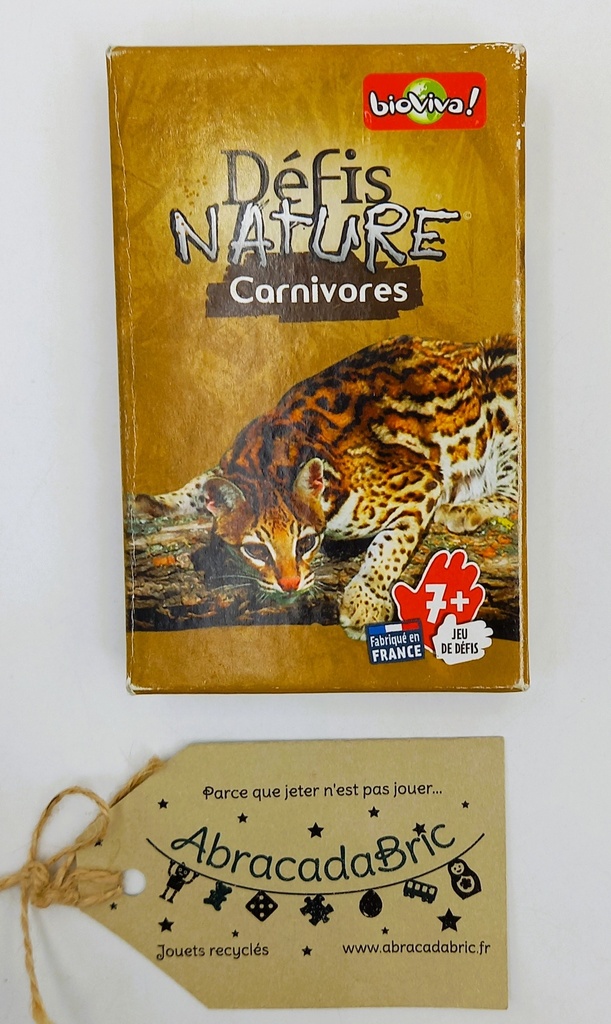 bioviva!
Défis
NATURE ©
Carnivores
7+
Fabriqué en
FRANCE
JEU
DE DÉFIS
Parce que jeter n'est pas jouer...
AbracadaBric
Jouets recyclés
www.abracadabric.fr